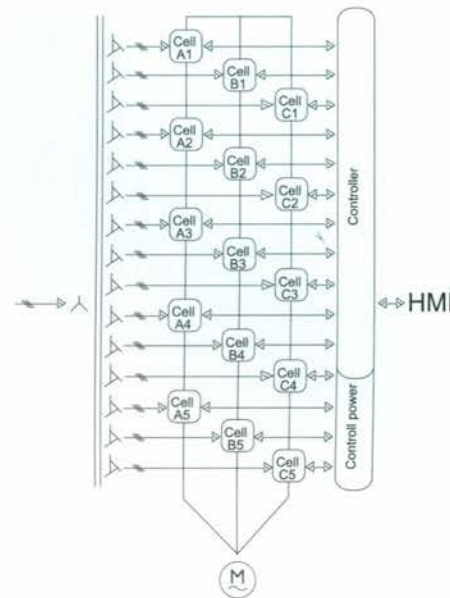 Cell
A1
Cell
B1
Cell
C1
Cell
A2
Cell
B2
Cell
C2
Cell
A3
Cell
B3
Cell
C3
Cell
A4
Cell
B4
Cell
C4
Cell
A5
Cell
B5
Cell
C5
Controller
Controll power
HMI
M